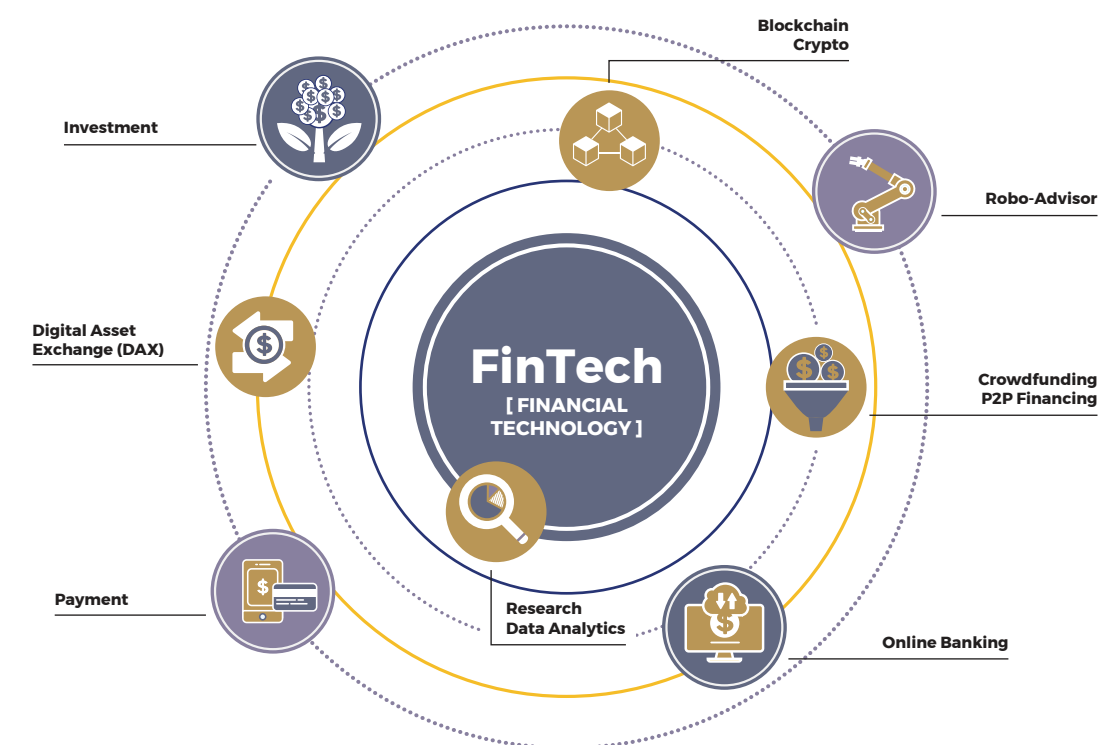 Blockchain
Crypto
Investment
Robo-Advisor
Digital Asset
Exchange (DAX)
FinTech
[ FINANCIAL
TECHNOLOGY ]
Crowdfunding
P2P Financing
Payment
Research
Data Analytics
Online Banking